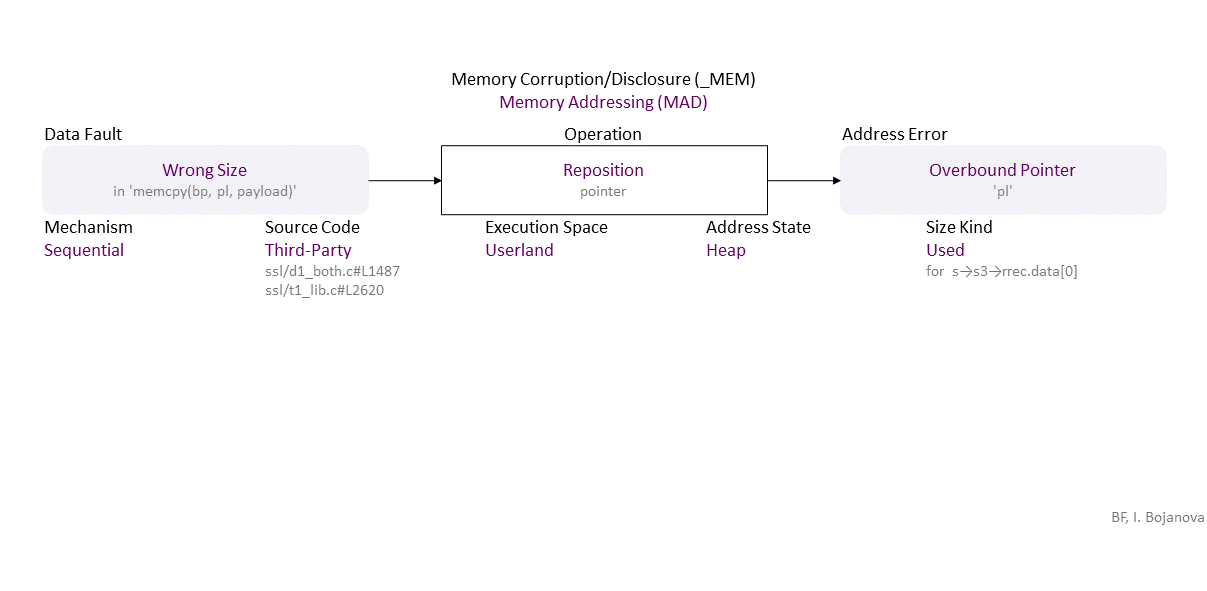 Memory Corruption/Disclosure (_MEM)
Memory Addressing (MAD)
Data Fault
Operation
Address Error
Wrong Size
in 'memcpy(bp, pl, payload)'
Reposition
pointer
Overbound Pointer
'pl'
Mechanism
Sequential
Source Code
Third-Party
ssl/d1_both.c#L1487
ssl/t1_lib.c#L2620
Execution Space
Userland
Address State
Heap
Size Kind
Used
for s→s3→rrec.data[0]
BF, I. Bojanova